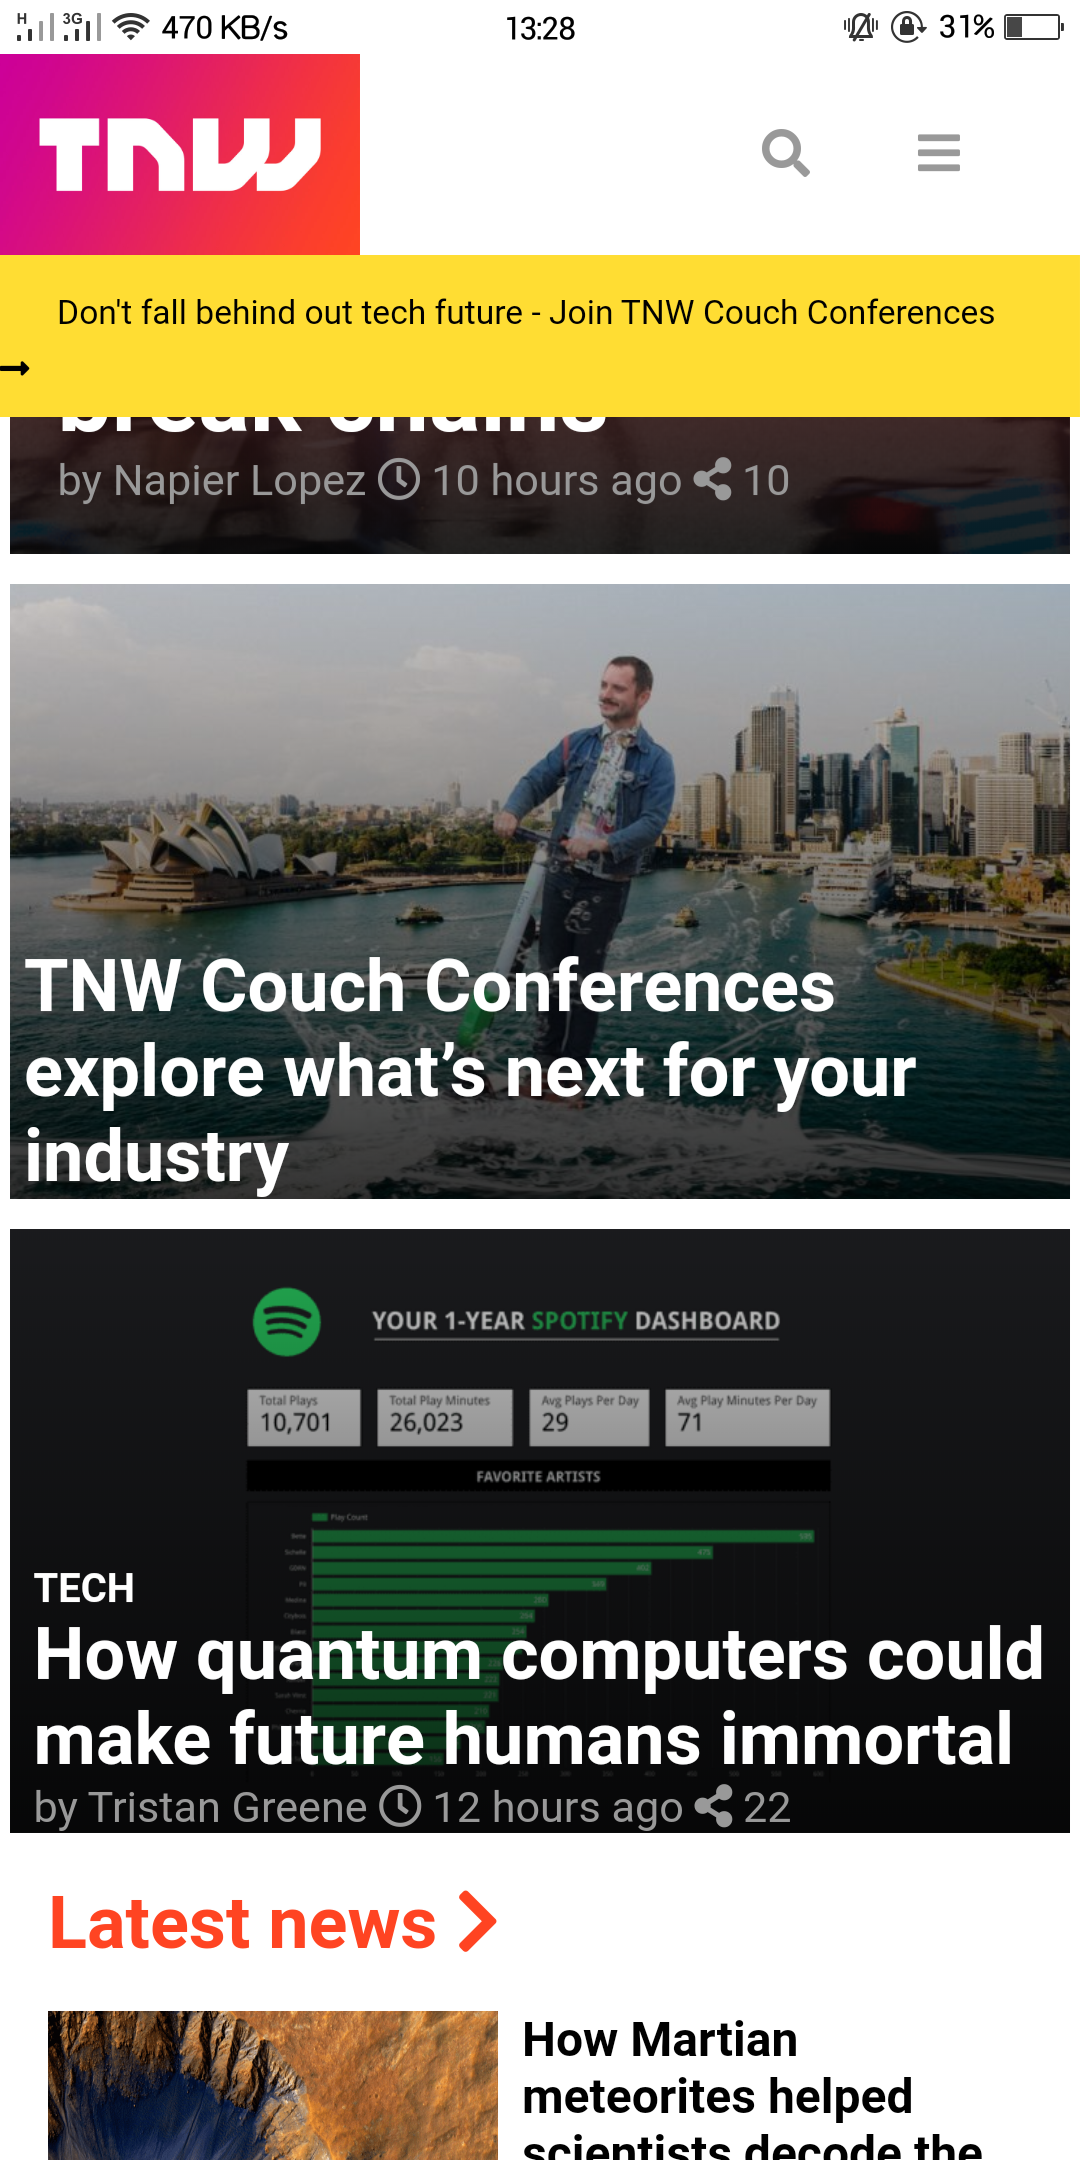 H 3G 470 KB/s 13:28 31%
TNW
Don't fall behind out tech future - Join TNW Couch Conferences
break chains
by Napier Lopez 10 hours ago 10
TNW Couch Conferences
explore what’s next for your
industry
YOUR 1-YEAR SPOTIFY DASHBOARD
Total Plays
10,701
Total Play Minutes
26,023
Avg Plays Per Day
29
Avg Play Minutes Per Day
71
FAVORITE ARTISTS
Play Count
TECH
How quantum computers could
make future humans immortal
by Tristan Greene 12 hours ago 22
Latest news
How Martian
meteorites helped
scientists decode the